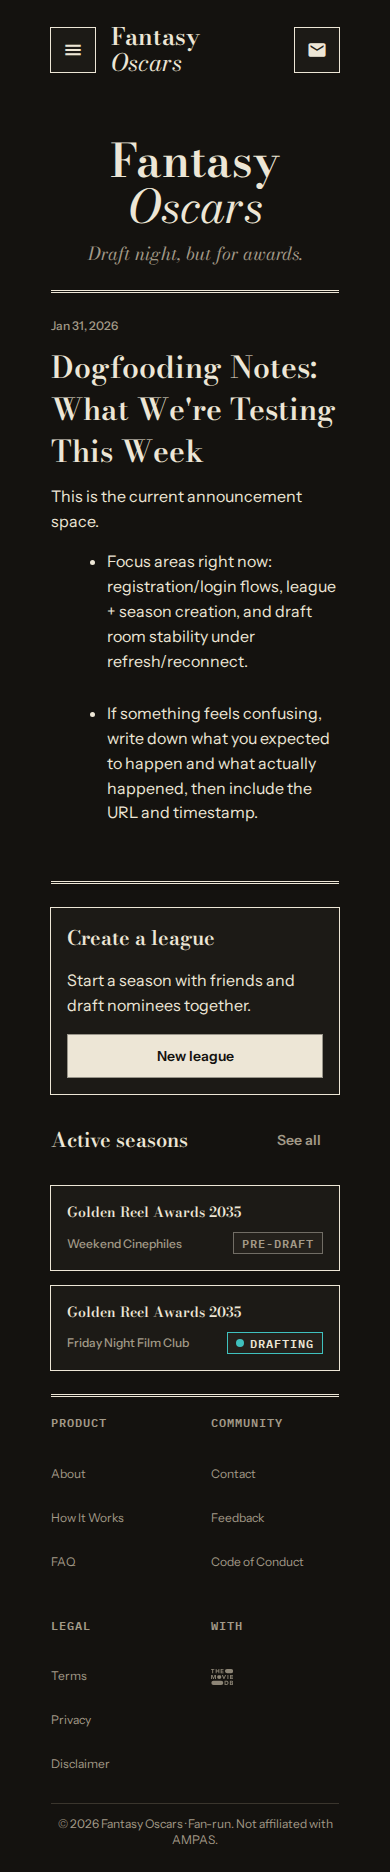 Fantasy
Oscars
Fantasy
Oscars
Draft night, but for awards.
Jan 31, 2026
Dogfooding Notes:
What We're Testing
This Week
This is the current announcement
space.
• Focus areas right now:
registration/login flows, league
+ season creation, and draft
room stability under
refresh/reconnect.
• If something feels confusing,
write down what you expected
to happen and what actually
happened, then include the
URL and timestamp.
Create a league
Start a season with friends and
draft nominees together.
New league
Active seasons
See all
Golden Reel Awards 2035
Weekend Cinephiles
PRE-DRAFT
Golden Reel Awards 2035
Friday Night Film Club
DRAFTING
PRODUCT
About
How It Works
FAQ
COMMUNITY
Contact
Feedback
Code of Conduct
LEGAL
Terms
Privacy
Disclaimer
WITH
THE
MOVIE
DB
© 2026 Fantasy Oscars · Fan-run. Not affiliated with
AMPAS.